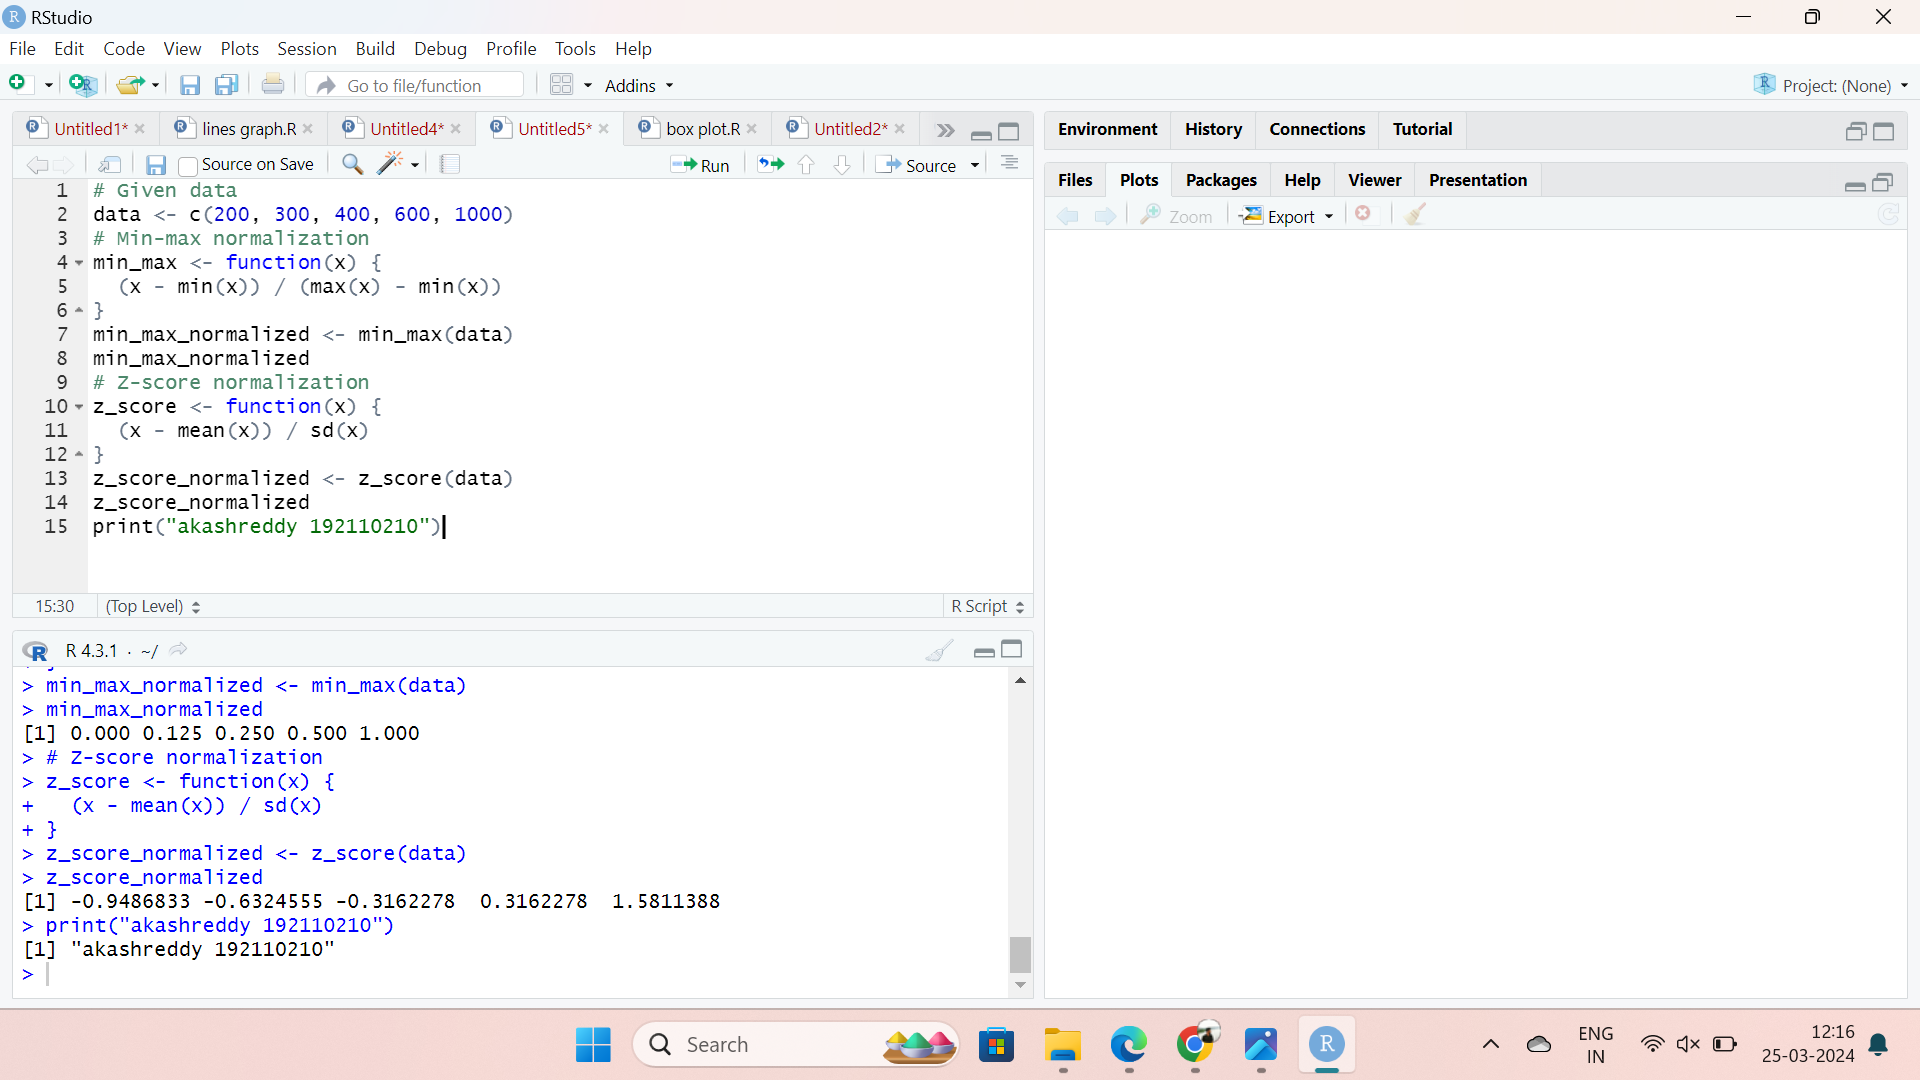 RStudio
File Edit Code View Plots Session Build Debug Profile Tools Help
Go to file/function Addins Project: (None)
Untitled1* lines graph.R Untitled4* Untitled5* box plot.R Untitled2*
Source on Save Run Source
1 # Given data
2 data <- c(200, 300, 400, 600, 1000)
3 # Min-max normalization
4 min_max <- function(x) {
5   (x - min(x)) / (max(x) - min(x))
6 }
7 min_max_normalized <- min_max(data)
8 min_max_normalized
9 # Z-score normalization
10 z_score <- function(x) {
11   (x - mean(x)) / sd(x)
12 }
13 z_score_normalized <- z_score(data)
14 z_score_normalized
15 print("akashreddy 192110210")
15:30 (Top Level) R Script
R 4.3.1 · ~/
> min_max_normalized <- min_max(data)
> min_max_normalized
[1] 0.000 0.125 0.250 0.500 1.000
> # Z-score normalization
> z_score <- function(x) {
+   (x - mean(x)) / sd(x)
+ }
> z_score_normalized <- z_score(data)
> z_score_normalized
[1] -0.9486833 -0.6324555 -0.3162278  0.3162278  1.5811388
> print("akashreddy 192110210")
[1] "akashreddy 192110210"
>
Environment History Connections Tutorial
Files Plots Packages Help Viewer Presentation
Zoom Export
Search
ENG
IN
12:16
25-03-2024